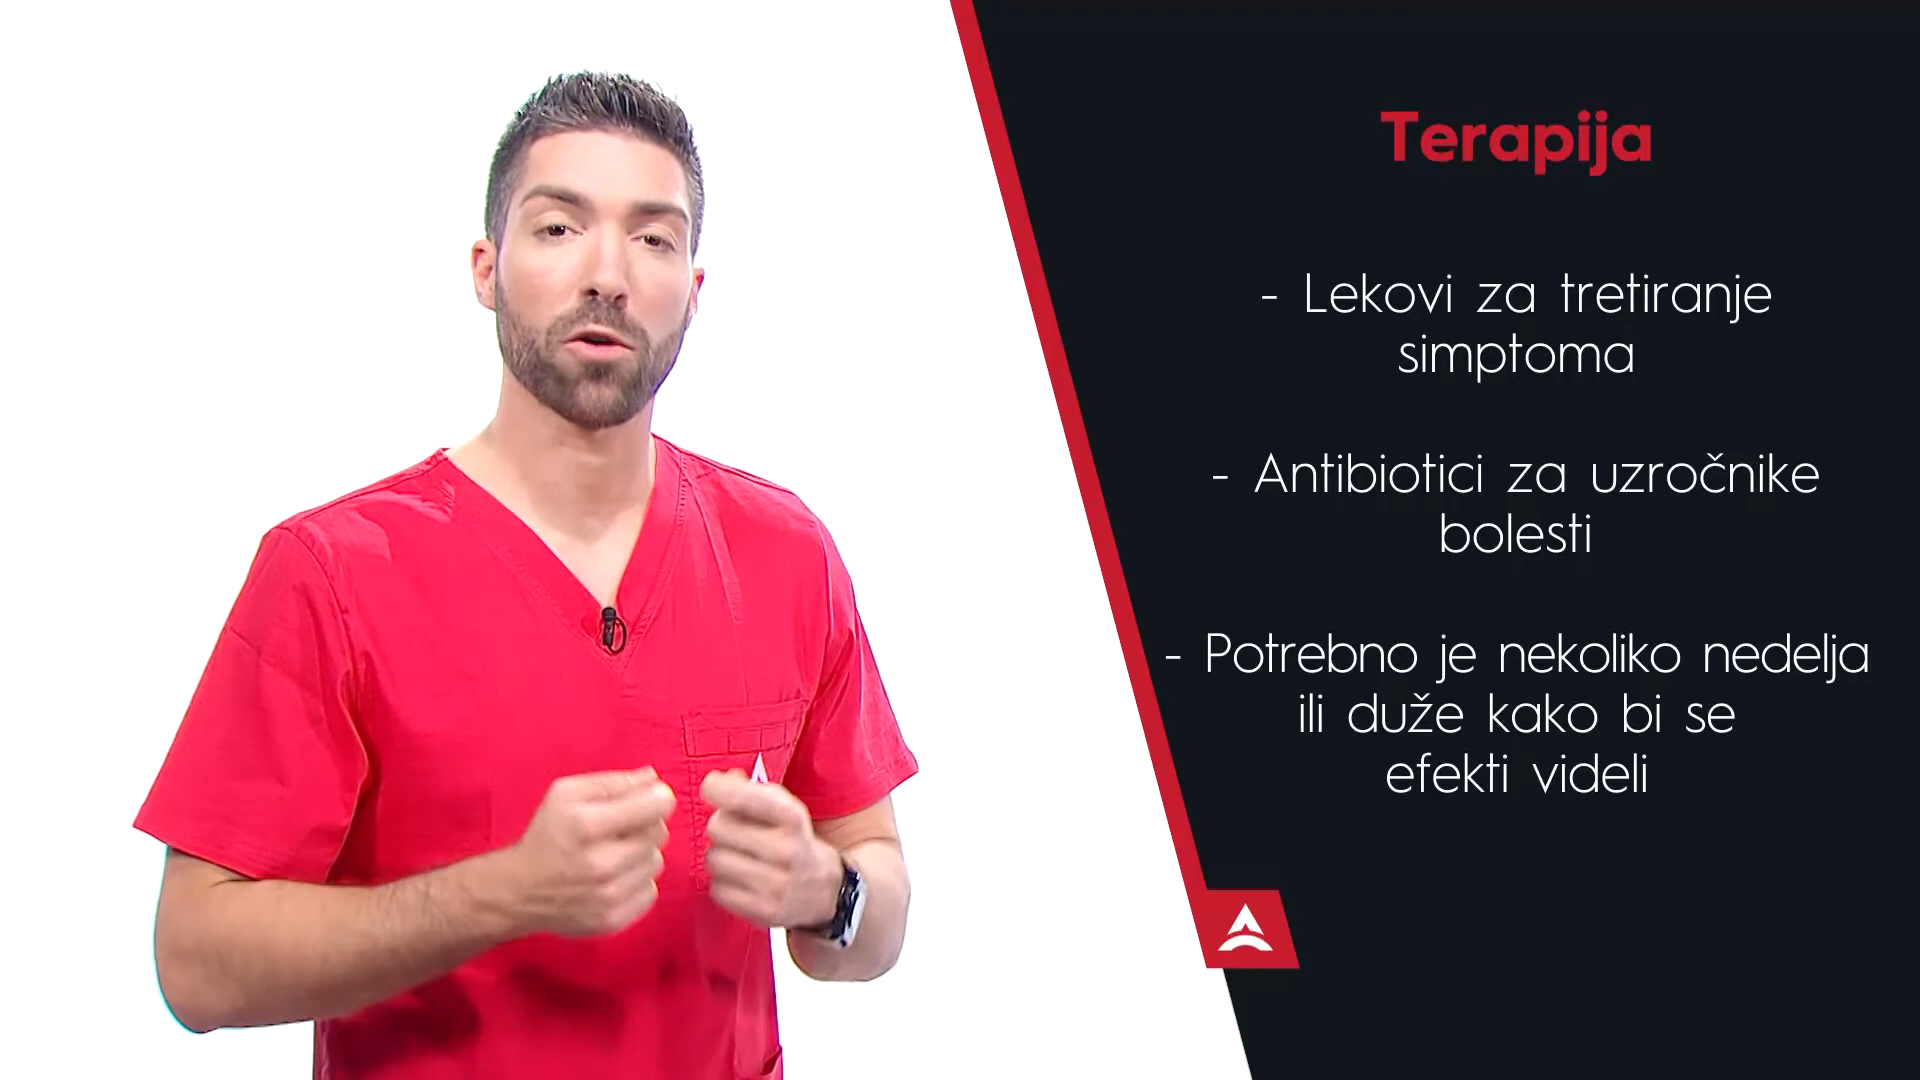 Terapija
- Lekovi za tretiranje
simptoma
- Antibiotici za uzročnike
bolesti
- Potrebno je nekoliko nedelja
ili duže kako bi se
efekti videli